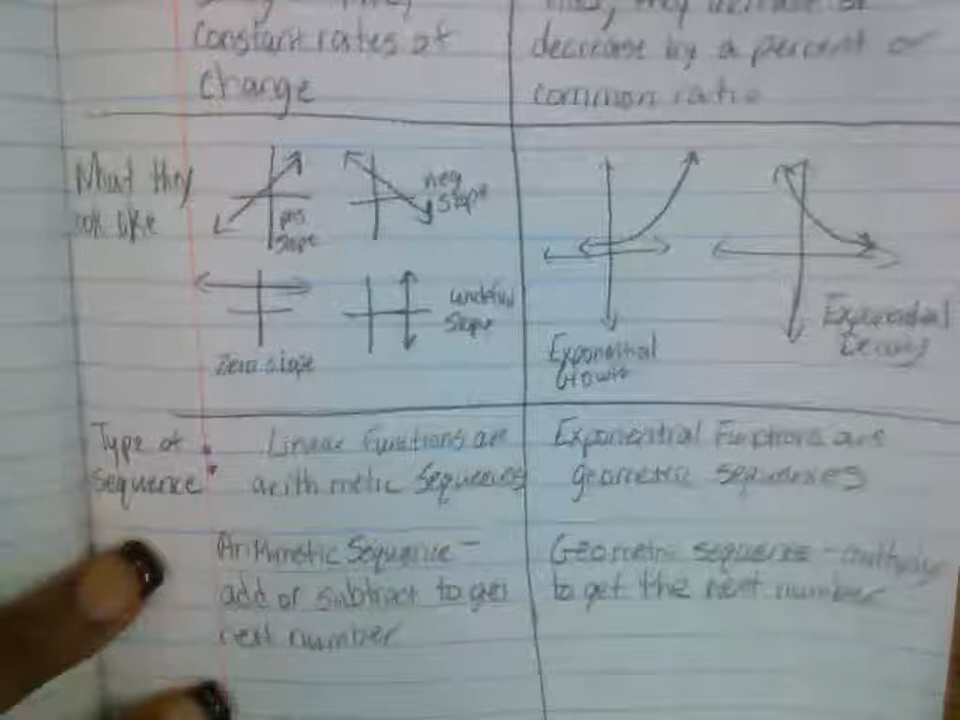 constant rates of
change
decrease by a percent or
common ratio
What they
look like
pos
slope
neg
slope
zero slope
undefined
slope
Exponential
Growth
Exponential
Decay
Type of
sequence
Linear Functions are
arithmetic sequences
Exponential Functions are
geometric sequences
Arithmetic Sequence -
add or subtract to get
next number
Geometric sequence - multiply
to get the next number